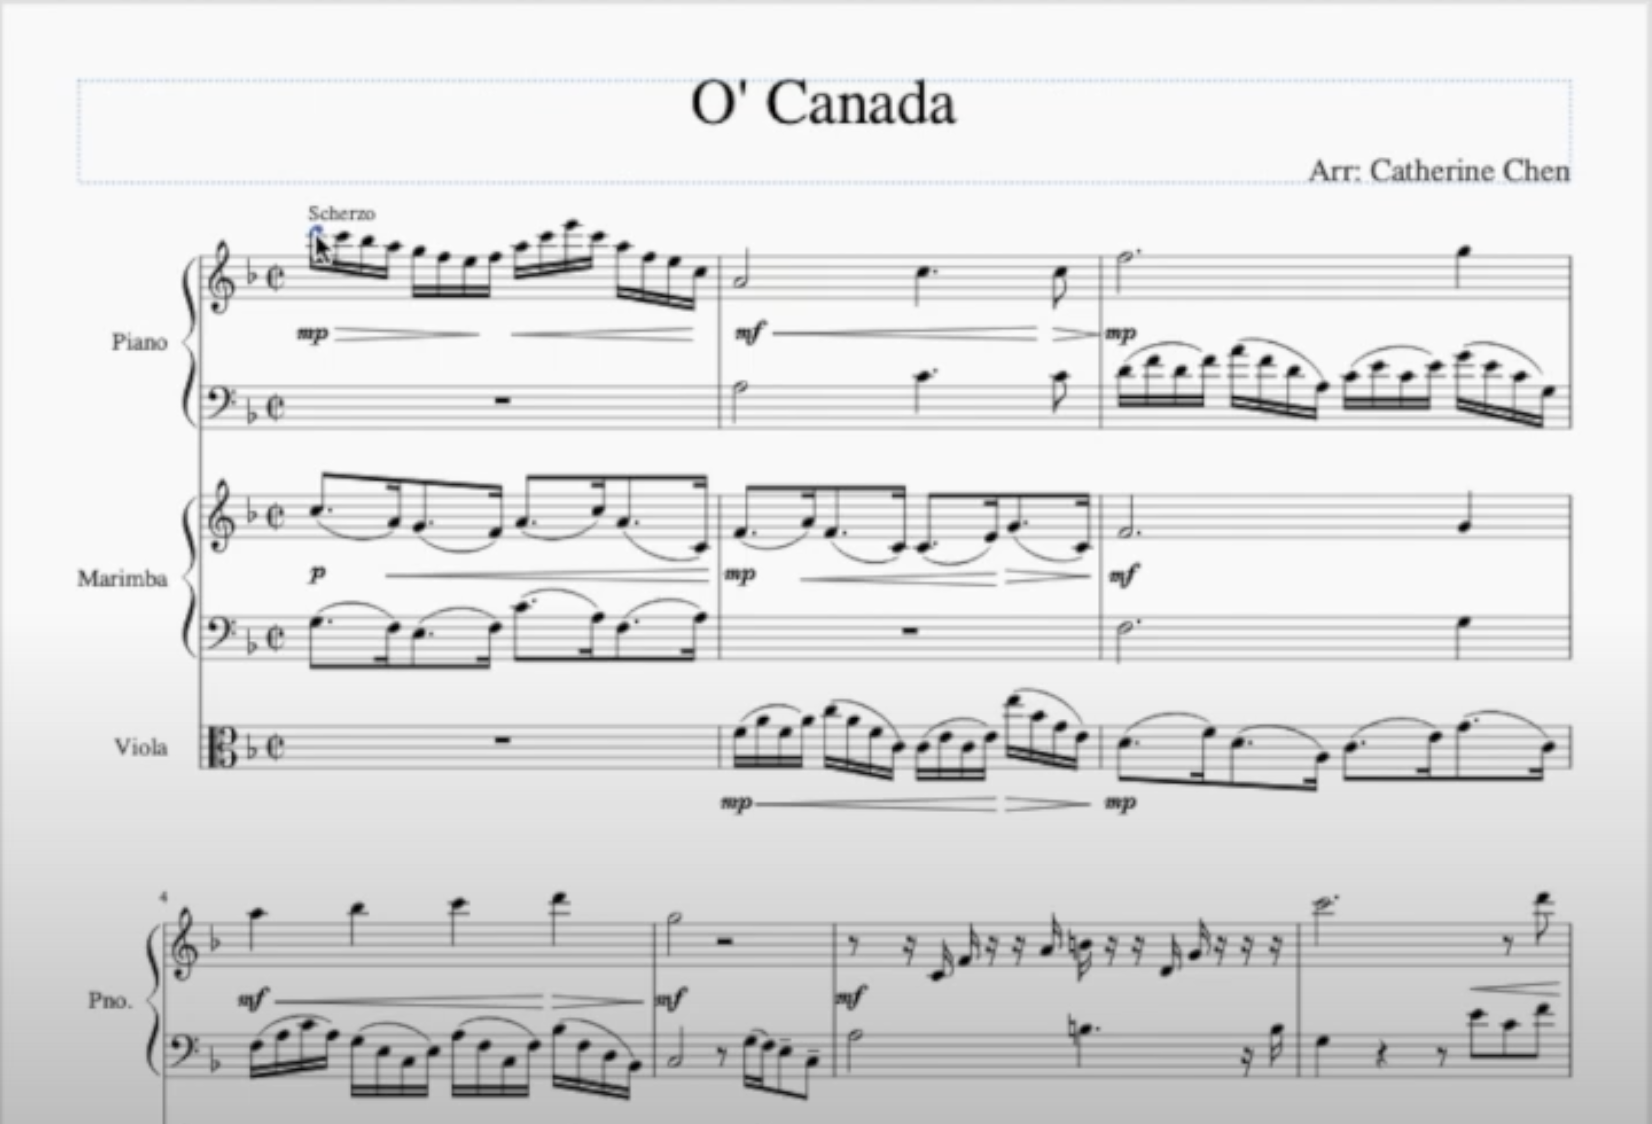 O' Canada
Arr: Catherine Chen
Scherzo
mp
mf
mp
Piano
p
mp
mf
Marimba
Viola
mp
mp
4
mf
mf
mf
Pno.